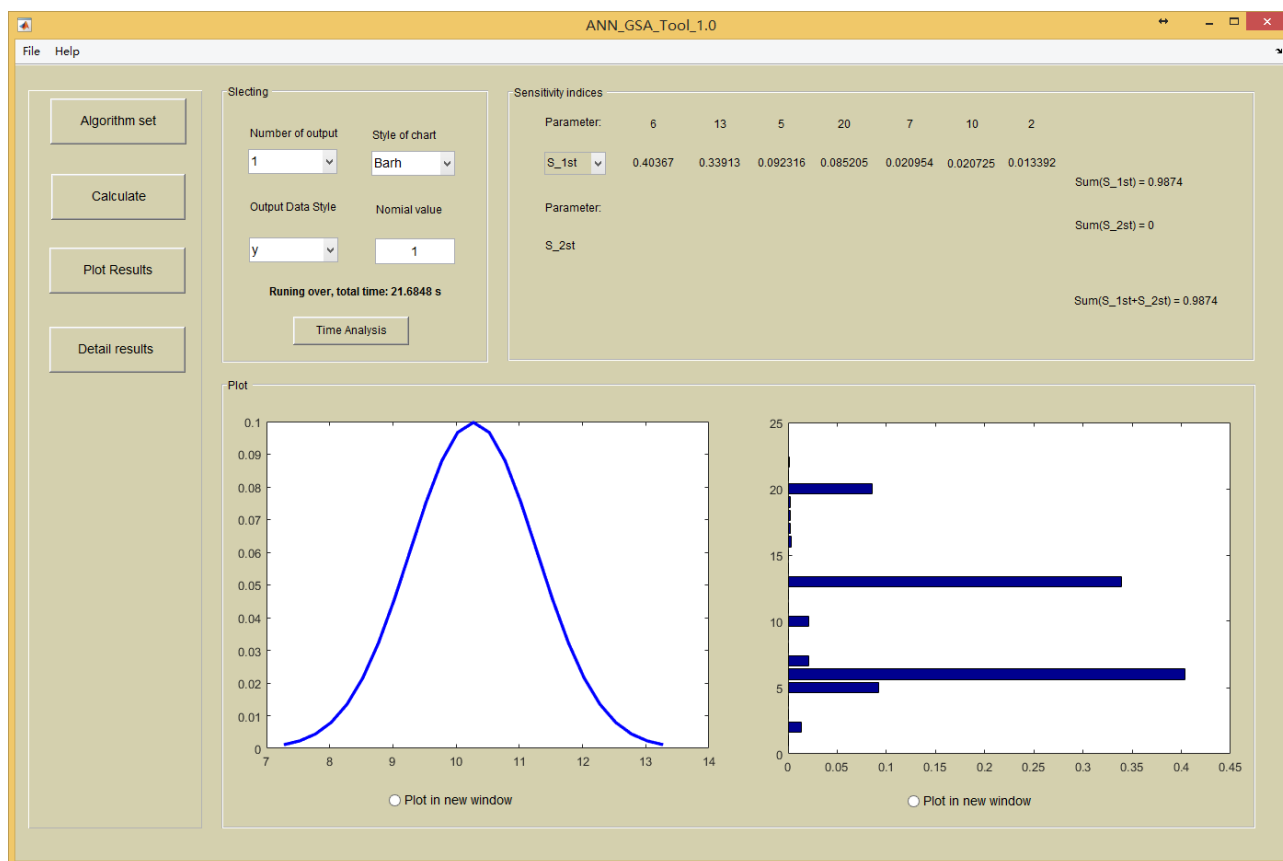 ANN_GSA_Tool_1.0
File Help
Algorithm set
Calculate
Plot Results
Detail results
Slecting
Number of output
Style of chart
1
Barh
Output Data Style
Nomial value
y
1
Runing over, total time: 21.6848 s
Time Analysis
Sensitivity indices
Parameter: 6 13 5 20 7 10 2
S_1st 0.40367 0.33913 0.092316 0.085205 0.020954 0.020725 0.013392
Sum(S_1st) = 0.9874
Parameter:
Sum(S_2st) = 0
S_2st
Sum(S_1st+S_2st) = 0.9874
Plot
0.1
0.09
0.08
0.07
0.06
0.05
0.04
0.03
0.02
0.01
0
7 8 9 10 11 12 13 14
Plot in new window
25
20
15
10
5
0
0 0.05 0.1 0.15 0.2 0.25 0.3 0.35 0.4 0.45
Plot in new window